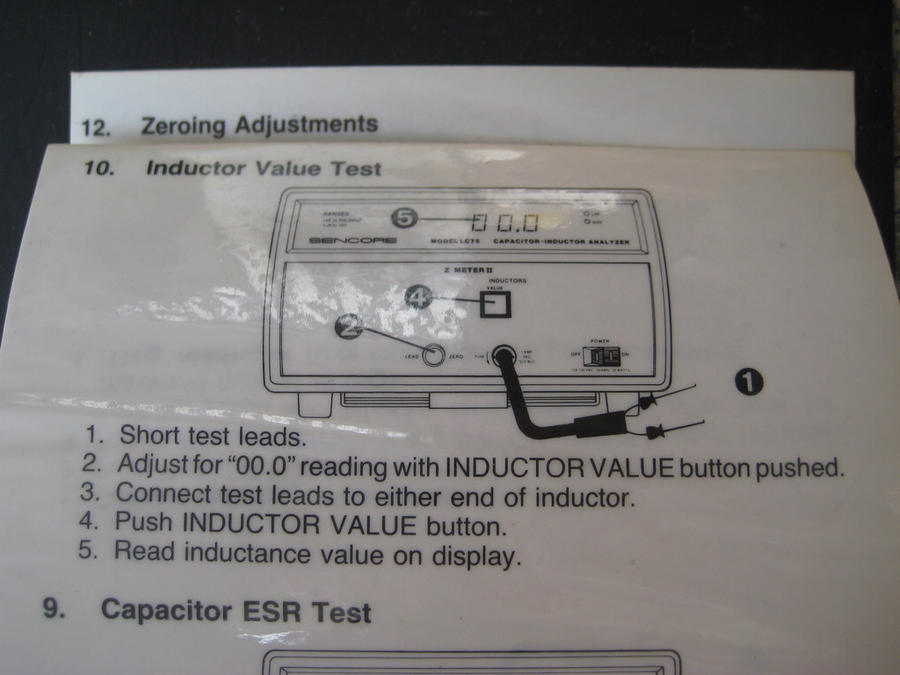 12. Zeroing Adjustments
10. Inductor Value Test
RANGES
5
00.0
SENCORE
MODEL LC75 CAPACITOR-INDUCTOR ANALYZER
Z METER II
INDUCTORS
VALUE
4
2
LEAD ZERO
POWER
OFF ON
1
1. Short test leads.
2. Adjust for “00.0” reading with INDUCTOR VALUE button pushed.
3. Connect test leads to either end of inductor.
4. Push INDUCTOR VALUE button.
5. Read inductance value on display.
9. Capacitor ESR Test